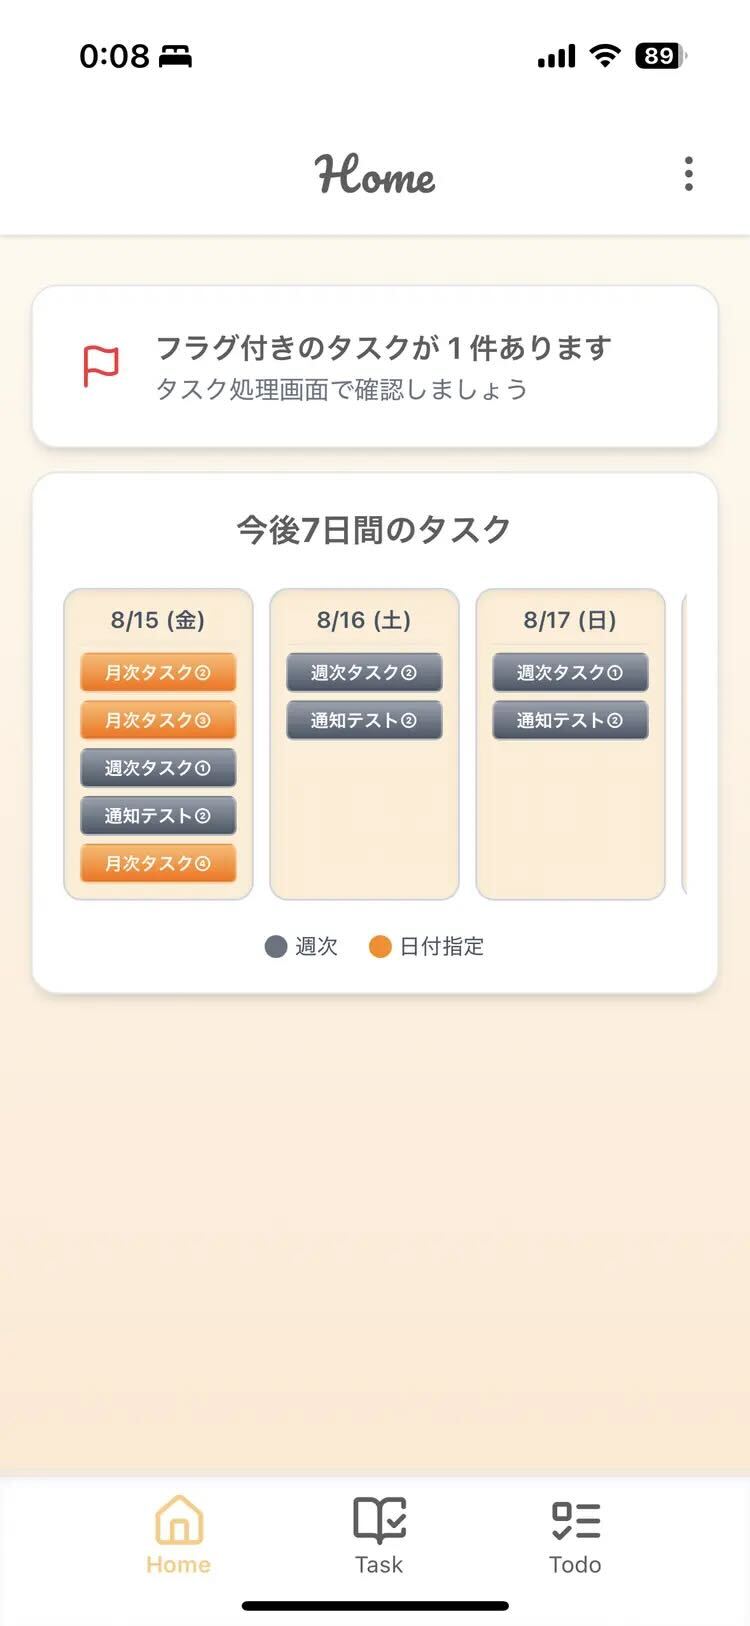 0:08
89
Home
フラグ付きのタスクが 1 件あります
タスク処理画面で確認しましょう
今後7日間のタスク
8/15 (金)
月次タスク②
月次タスク③
週次タスク①
通知テスト②
月次タスク④
8/16 (土)
週次タスク②
通知テスト②
8/17 (日)
週次タスク①
通知テスト②
週次 日付指定
Home Task Todo